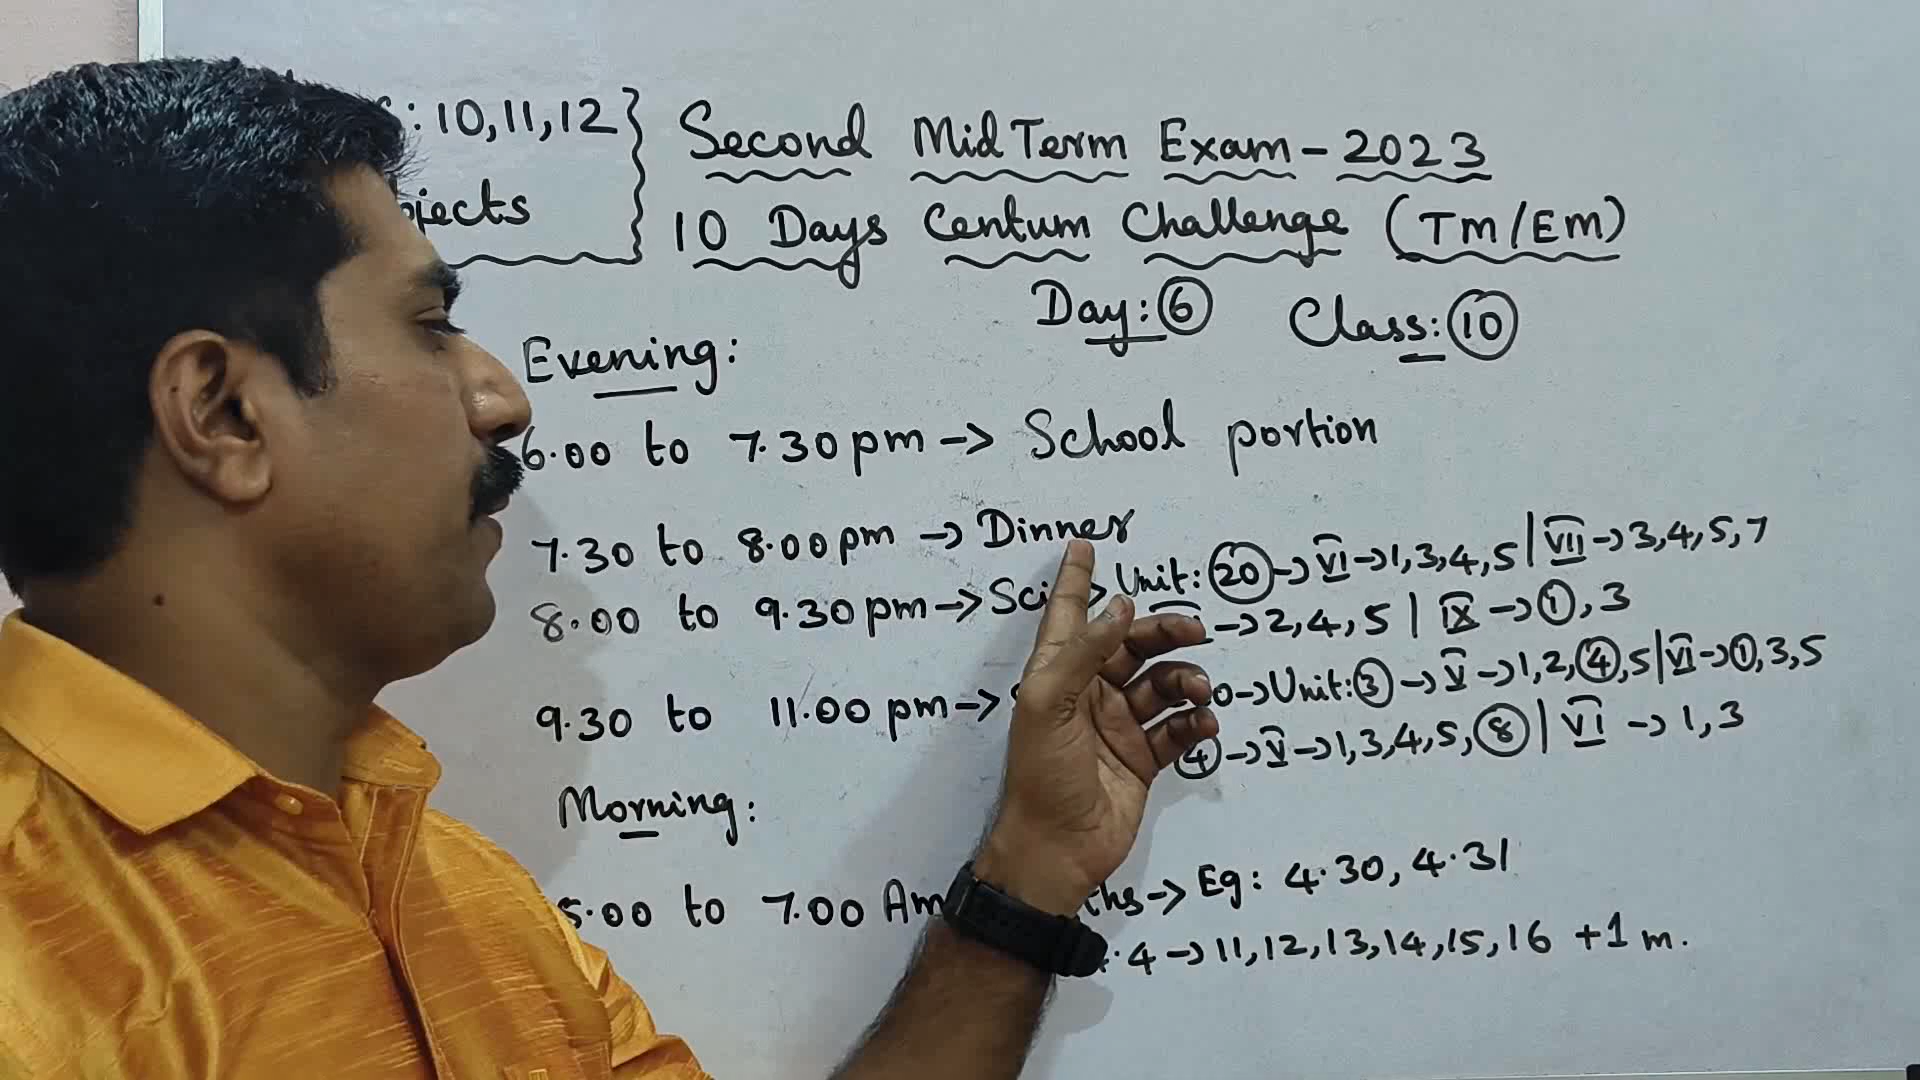 : 10, 11, 12
Second Mid Term Exam - 2023
10 Days Centum Challenge (TM/EM)
Day: 6 Class: 10
Evening:
6.00 to 7.30 pm → School portion
7.30 to 8.00 pm → Dinner
8.00 to 9.30 pm → Sci → Unit: 20 → VI → 1, 3, 4, 5 | VII → 3, 4, 5, 7
→ 2, 4, 5 | IX → 1, 3
9.30 to 11.00 pm → → Unit: 3 → V → 1, 2, 4, 5 | VI → 1, 3, 5
4 → V → 1, 3, 4, 5, 8 | VI → 1, 3
Morning:
5.00 to 7.00 Am → Eg: 4.30, 4.31
.4 → 11, 12, 13, 14, 15, 16 + 1 m.